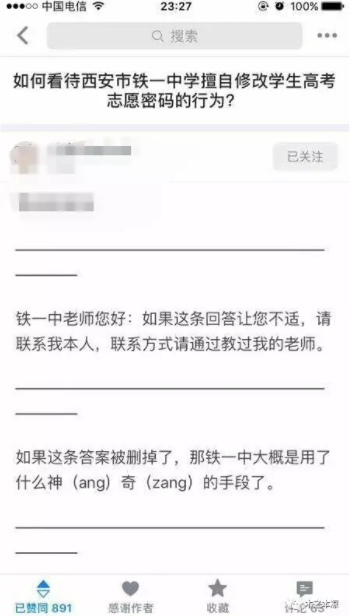 中国电信
23:27
100%
搜索
如何看待西安市铁一中学擅自修改学生高考
志愿密码的行为?
已关注
铁一中老师您好：如果这条回答让您不适，请
联系我本人，联系方式请通过教过我的老师。
如果这条答案被删掉了，那铁一中大概是用了
什么神（ang）奇（zang）的手段了。
已赞同 891
感谢作者
收藏
评论 65